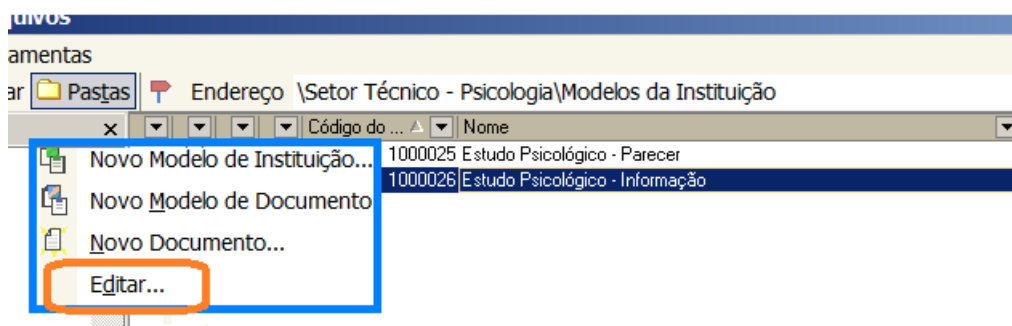 quivos
amentas
ar Pastas Endereço \Setor Técnico - Psicologia\Modelos da Instituição
x Código do ... Nome
Novo Modelo de Instituição... 1000025 Estudo Psicológico - Parecer
1000026 Estudo Psicológico - Informação
Novo Modelo de Documento
Novo Documento...
Editar...